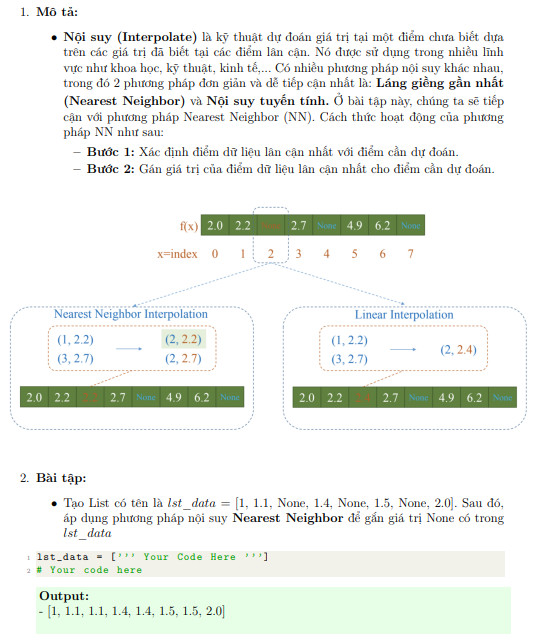 1. Mô tả:
• Nội suy (Interpolate) là kỹ thuật dự đoán giá trị tại một điểm chưa biết dựa
trên các giá trị đã biết tại các điểm lân cận. Nó được sử dụng trong nhiều lĩnh
vực như khoa học, kỹ thuật, kinh tế,... Có nhiều phương pháp nội suy khác nhau,
trong đó 2 phương pháp đơn giản và dễ tiếp cận nhất là: Láng giềng gần nhất
(Nearest Neighbor) và Nội suy tuyến tính. Ở bài tập này, chúng ta sẽ tiếp
cận với phương pháp Nearest Neighbor (NN). Cách thức hoạt động của phương
pháp NN như sau:
– Bước 1: Xác định điểm dữ liệu lân cận nhất với điểm cần dự đoán.
– Bước 2: Gán giá trị của điểm dữ liệu lân cận nhất cho điểm cần dự đoán.
f(x) 2.0 2.2 2.7 None 4.9 6.2 None
x=index 0 1 2 3 4 5 6 7
Nearest Neighbor Interpolation
(1, 2.2) (2, 2.2)
(3, 2.7) (2, 2.7)
2.0 2.2 2.7 None 4.9 6.2 None
Linear Interpolation
(1, 2.2)
(3, 2.7) (2, 2.4)
2.0 2.2 2.7 None 4.9 6.2 None
2. Bài tập:
• Tạo List có tên là lst_data = [1, 1.1, None, 1.4, None, 1.5, None, 2.0]. Sau đó,
áp dụng phương pháp nội suy Nearest Neighbor để gắn giá trị None có trong
lst_data
1 lst_data = [''' Your Code Here ''']
2 # Your code here
Output:
- [1, 1.1, 1.1, 1.4, 1.4, 1.5, 1.5, 2.0]